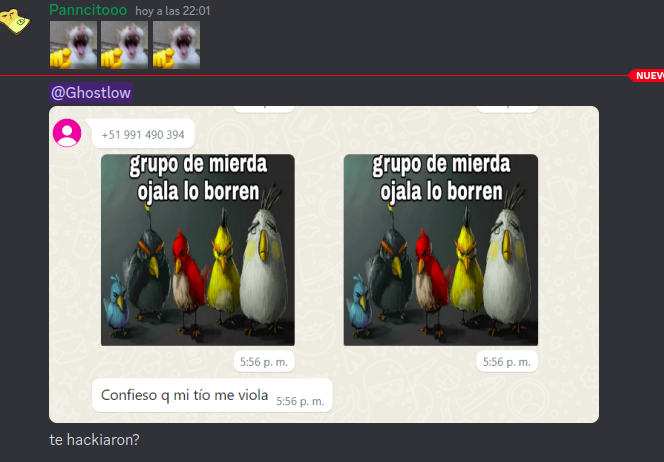 Panncitooo hoy a las 22:01
NUEV
@Ghostlow
+51 991 490 394
grupo de mierda
ojala lo borren
grupo de mierda
ojala lo borren
5:56 p. m.
5:56 p. m.
Confieso q mi tío me viola 5:56 p. m.
te hackiaron?